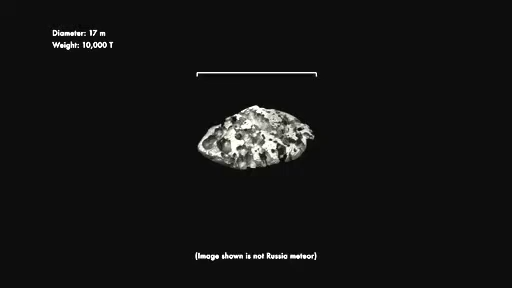 Diameter: 17 m
Weight: 10,000 T
(Image shown is not Russia meteor)